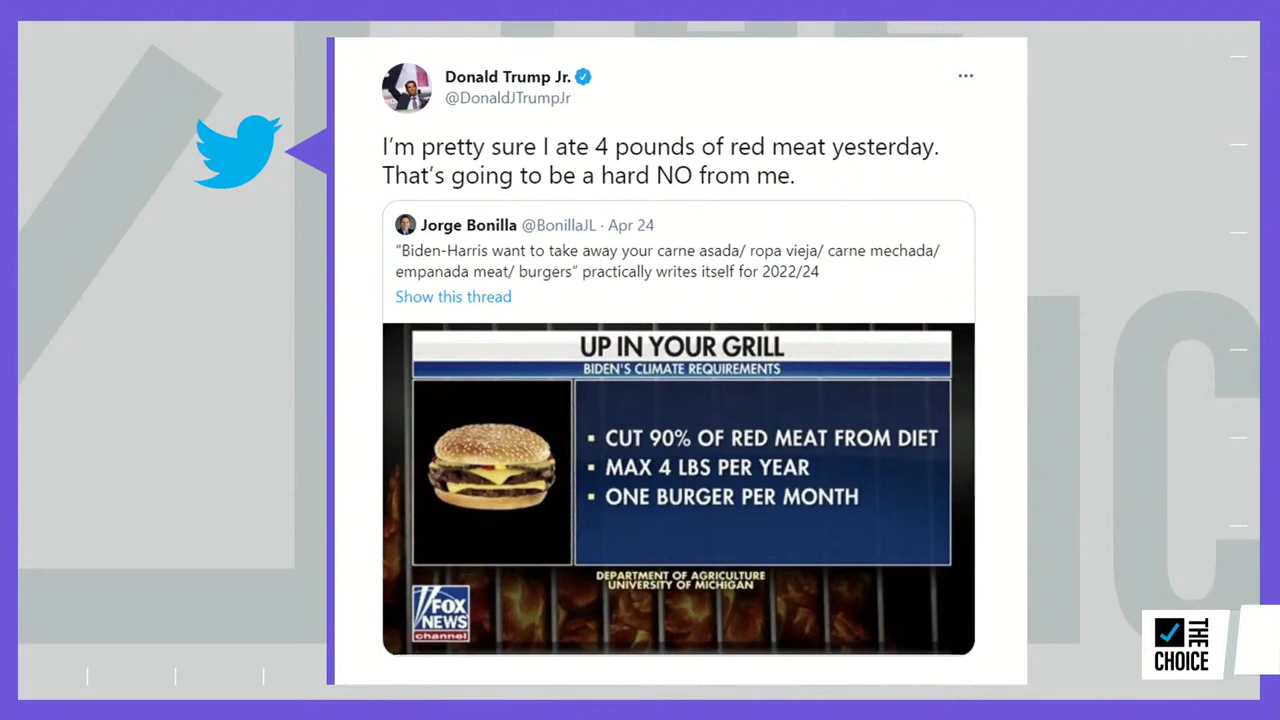 Donald Trump Jr.
@DonaldJTrumpJr
I'm pretty sure I ate 4 pounds of red meat yesterday.
That's going to be a hard NO from me.
Jorge Bonilla @BonillaJL · Apr 24
“Biden-Harris want to take away your carne asada/ ropa vieja/ carne mechada/
empanada meat/ burgers” practically writes itself for 2022/24
Show this thread
UP IN YOUR GRILL
BIDEN'S CLIMATE REQUIREMENTS
▪ CUT 90% OF RED MEAT FROM DIET
▪ MAX 4 LBS PER YEAR
▪ ONE BURGER PER MONTH
DEPARTMENT OF AGRICULTURE
UNIVERSITY OF MICHIGAN
FOX
NEWS
channel
THE
CHOICE